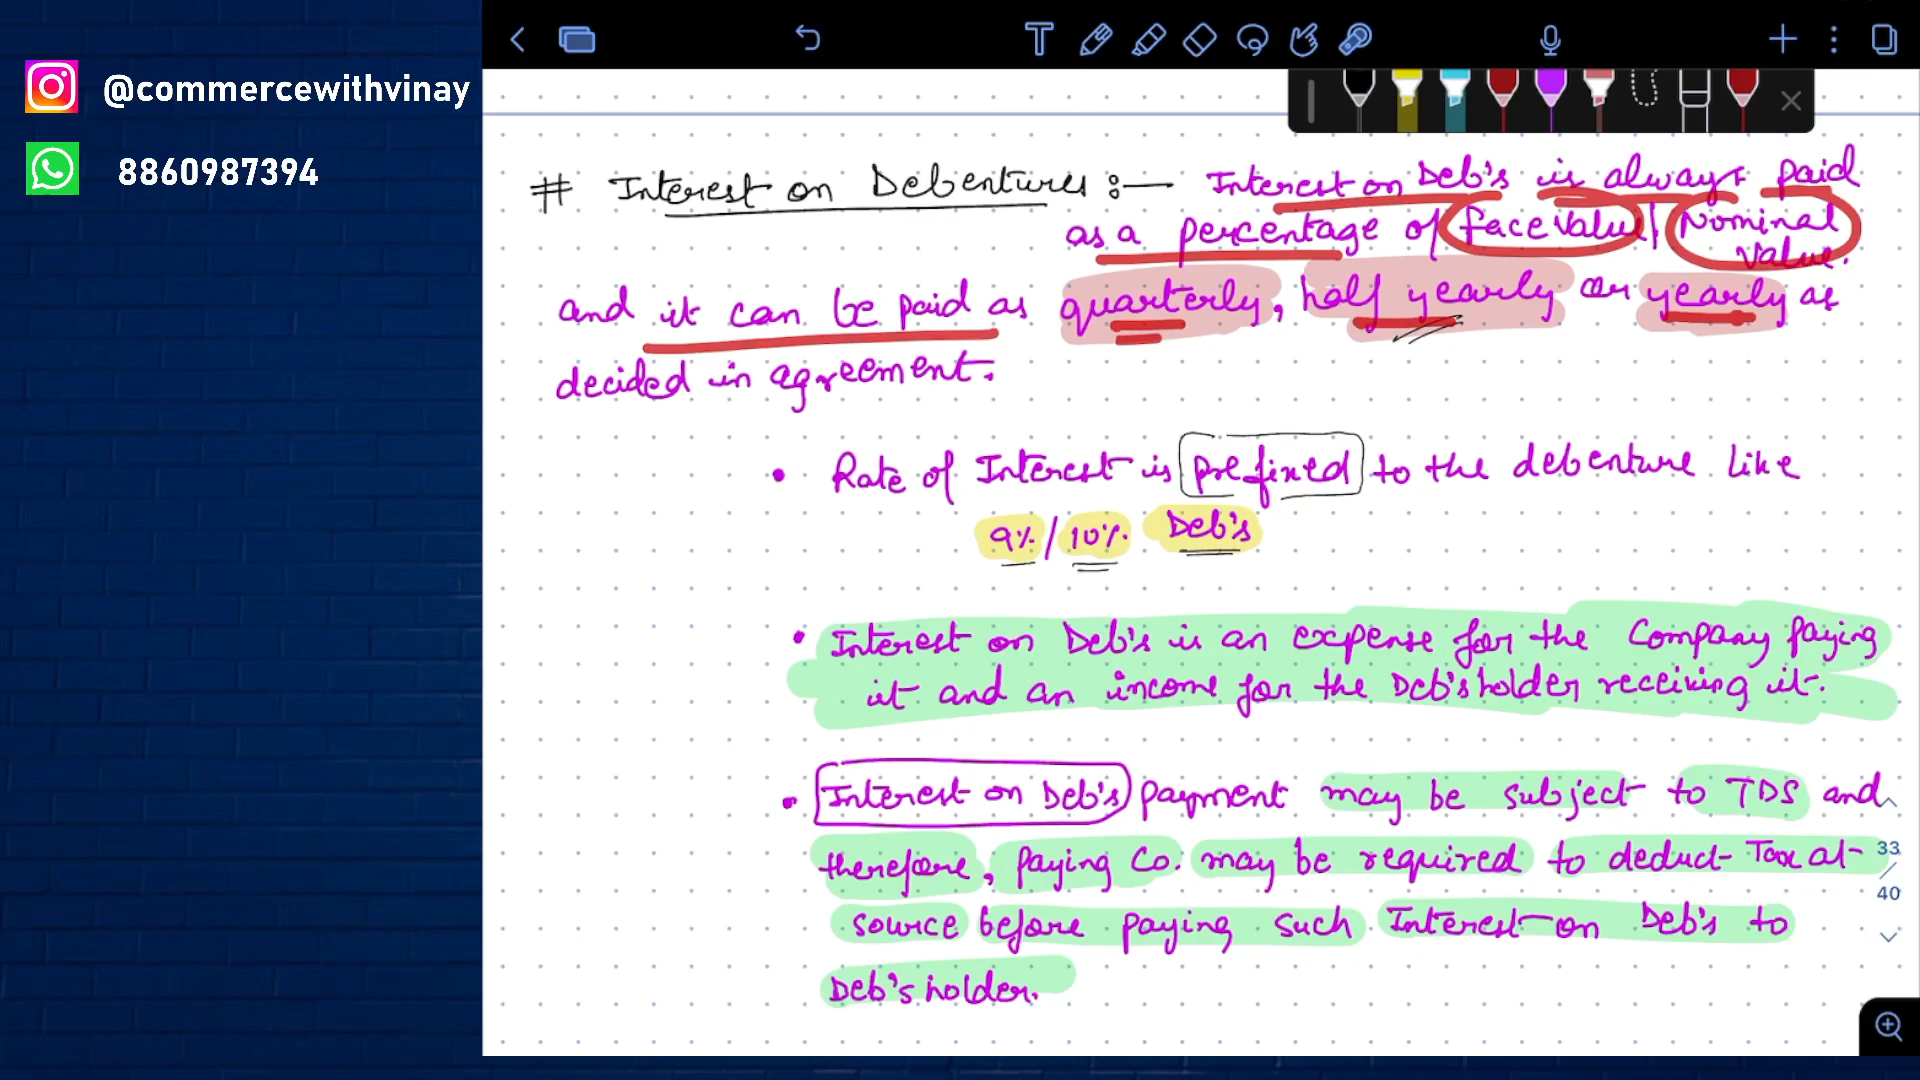 @commercewithvinay
8860987394
# Interest on Debentures :— Interest on Deb's is always paid
as a percentage of face value / Nominal
value.
and it can be paid as quarterly, half yearly or yearly as
decided in agreement.
• Rate of Interest is prefixed to the debenture like
9% / 10% Deb's
• Interest on Deb's is an expense for the Company paying
it and an income for the Deb's holder receiving it.
• Interest on Deb's payment may be subject to TDS and
therefore, paying Co. may be required to deduct Tax at
source before paying such Interest on Deb's to
Deb's holder.
33
/
40